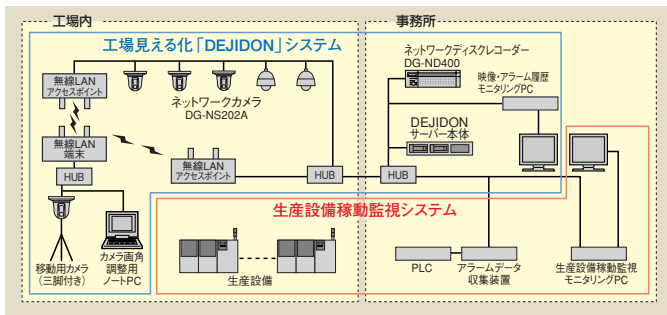 工場内
事務所
工場見える化「DEJIDON」システム
無線LAN
アクセスポイント
ネットワークカメラ
DG-NS202A
ネットワークディスクレコーダー
DG-ND400
映像・アラーム履歴
モニタリングPC
DEJIDON
サーバー本体
無線LAN
端末
無線LAN
アクセスポイント
HUB
HUB
HUB
生産設備稼動監視システム
移動用カメラ
（三脚付き）
カメラ画角
調整用
ノートPC
生産設備
PLC
アラームデータ
収集装置
生産設備稼動監視
モニタリングPC